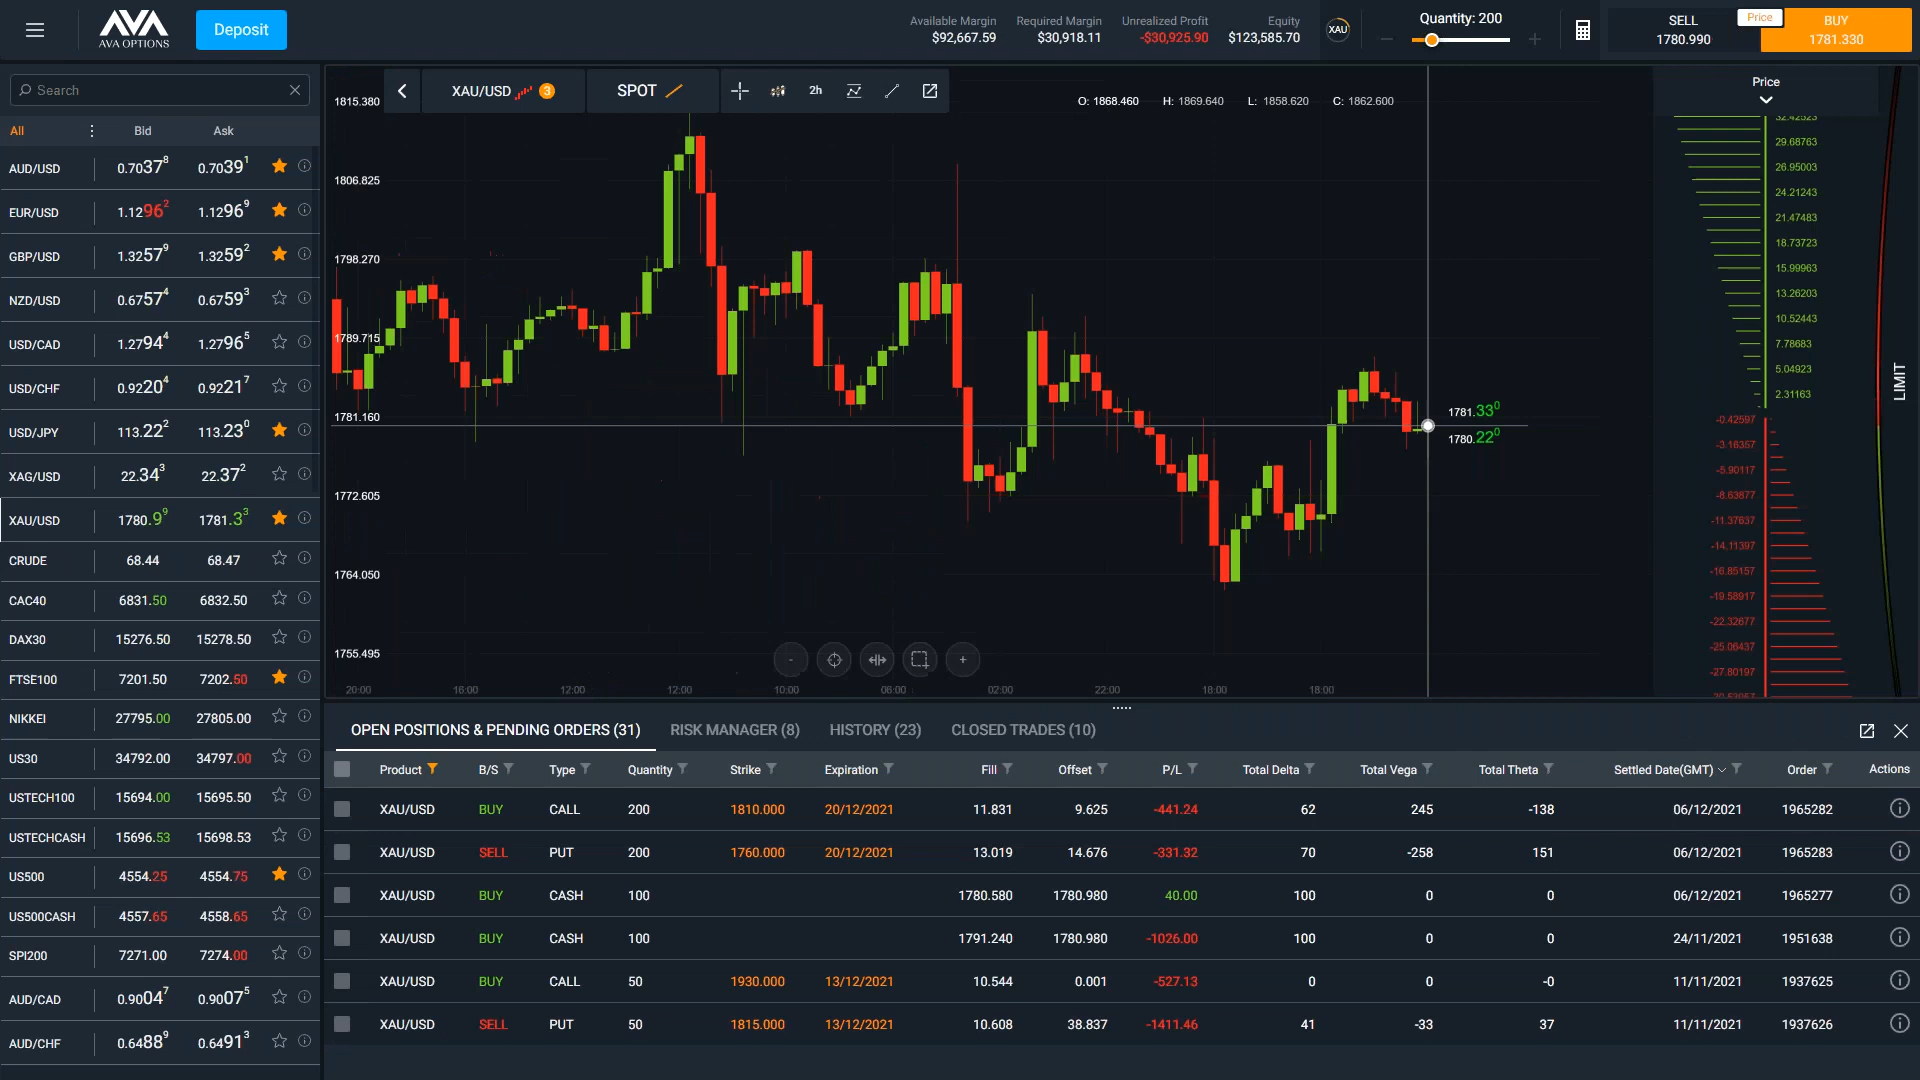 AVA
AVA OPTIONS
Deposit
Available Margin
$92,667.59
Required Margin
$30,918.11
Unrealized Profit
-$30,925.90
Equity
$123,585.70
XAU
Quantity: 200
SELL
1780.990
Price
BUY
1781.330
Search
All Bid Ask
AUD/USD 0.7037⁸ 0.7039¹
EUR/USD 1.1296² 1.1296⁹
GBP/USD 1.3257⁹ 1.3259²
NZD/USD 0.6757⁴ 0.6759³
USD/CAD 1.2794⁴ 1.2796⁵
USD/CHF 0.9220⁴ 0.9221⁷
USD/JPY 113.22² 113.23⁰
XAG/USD 22.34³ 22.37²
XAU/USD 1780.9⁹ 1781.3³
CRUDE 68.44 68.47
CAC40 6831.50 6832.50
DAX30 15276.50 15278.50
FTSE100 7201.50 7202.50
NIKKEI 27795.00 27805.00
US30 34792.00 34797.00
USTECH100 15694.00 15695.50
USTECHCASH 15696.53 15698.53
US500 4554.25 4554.75
US500CASH 4557.65 4558.65
SPI200 7271.00 7274.00
AUD/CAD 0.9004⁷ 0.9007⁵
AUD/CHF 0.6488⁹ 0.6491³
XAU/USD 3 SPOT 2h
O: 1868.460 H: 1869.640 L: 1858.620 C: 1862.600
1815.380
1806.825
1798.270
1789.715
1781.160
1772.605
1764.050
1755.495
1781.33⁰
1780.22⁰
- +
20:00 16:00 12:00 12:00 10:00 06:00 02:00 22:00 18:00 18:00
Price
32.42523
29.68763
26.95003
24.21243
21.47483
18.73723
15.99963
13.26203
10.52443
7.78683
5.04923
2.31163
-0.42597
-3.16357
-5.90117
-8.63877
-11.37637
-14.11397
-16.85157
-19.58917
-22.32677
-25.06437
-27.80197
LIMIT
OPEN POSITIONS & PENDING ORDERS (31) RISK MANAGER (8) HISTORY (23) CLOSED TRADES (10)
Product B/S Type Quantity Strike Expiration Fill Offset P/L Total Delta Total Vega Total Theta Settled Date(GMT) Order Actions
XAU/USD BUY CALL 200 1810.000 20/12/2021 11.831 9.625 -441.24 62 245 -138 06/12/2021 1965282
XAU/USD SELL PUT 200 1760.000 20/12/2021 13.019 14.676 -331.32 70 -258 151 06/12/2021 1965283
XAU/USD BUY CASH 100 1780.580 1780.980 40.00 100 0 0 06/12/2021 1965277
XAU/USD BUY CASH 100 1791.240 1780.980 -1026.00 100 0 0 24/11/2021 1951638
XAU/USD BUY CALL 50 1930.000 13/12/2021 10.544 0.001 -527.13 0 0 -0 11/11/2021 1937625
XAU/USD SELL PUT 50 1815.000 13/12/2021 10.608 38.837 -1411.46 41 -33 37 11/11/2021 1937626